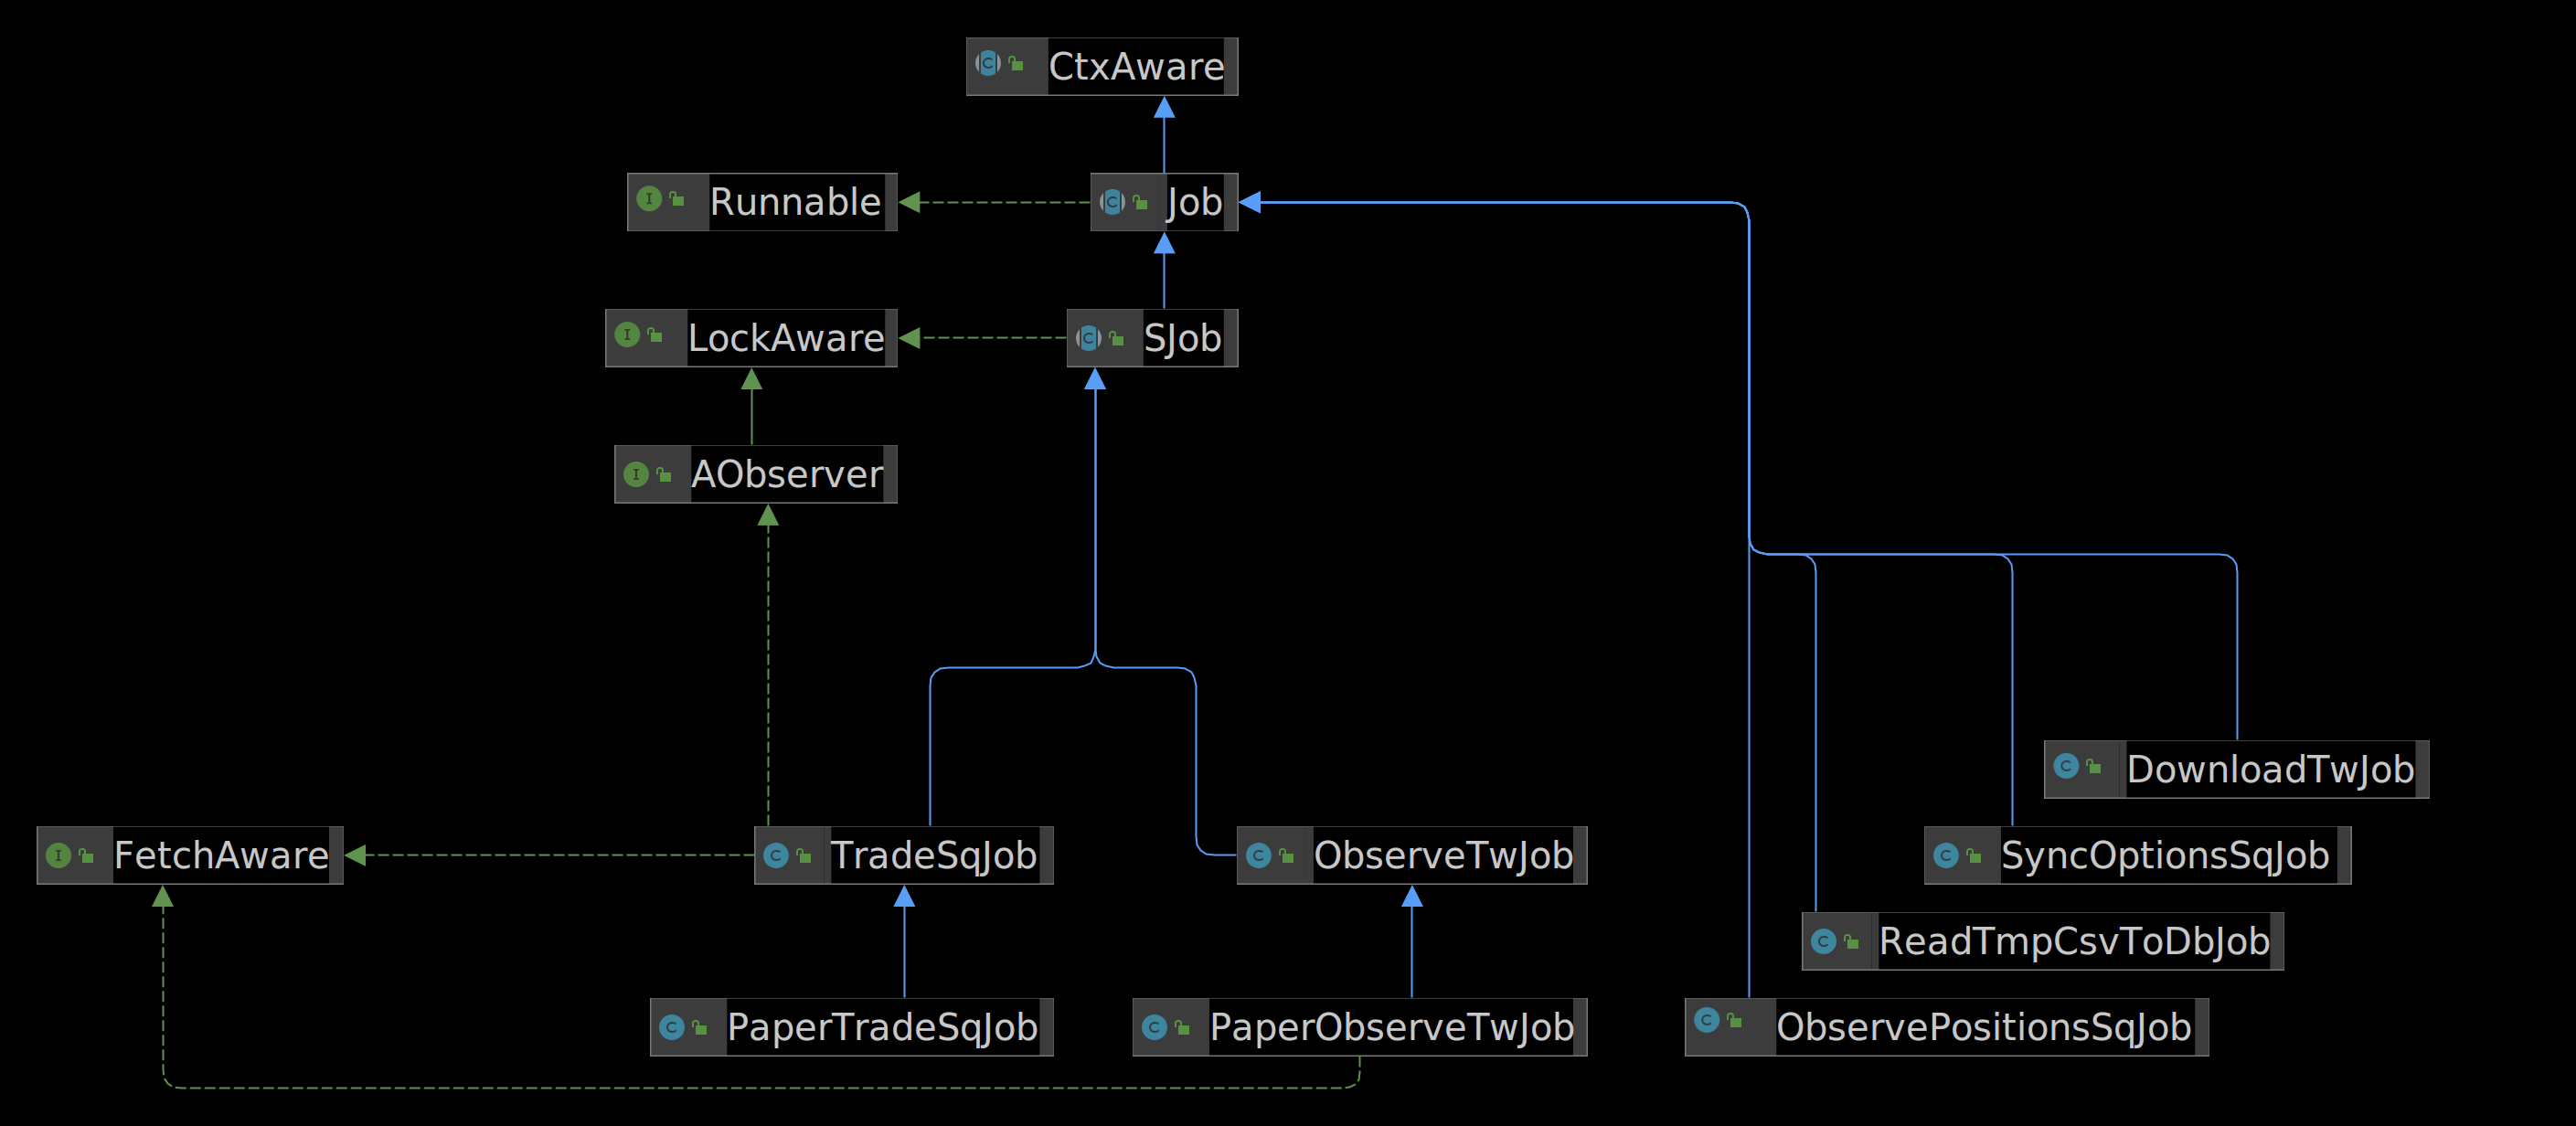 CtxAware
Runnable
Job
LockAware
SJob
AObserver
DownloadTwJob
FetchAware
TradeSqJob
ObserveTwJob
SyncOptionsSqJob
ReadTmpCsvToDbJob
PaperTradeSqJob
PaperObserveTwJob
ObservePositionsSqJob